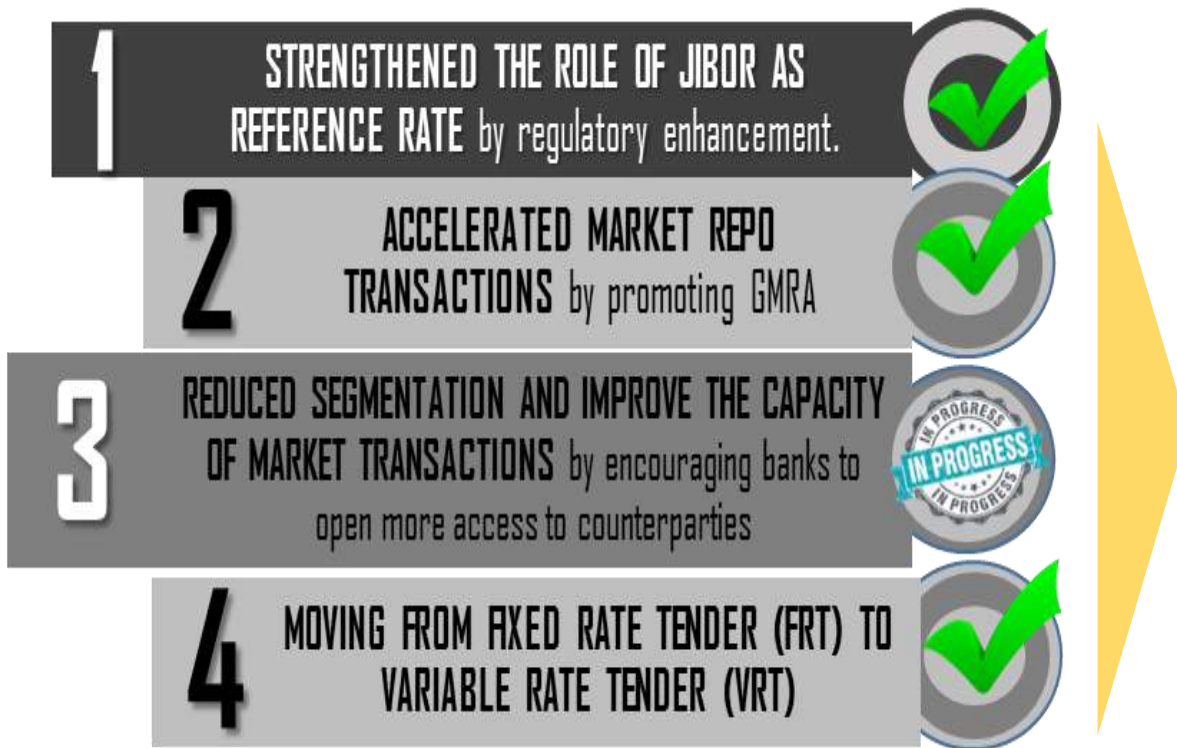 1
STRENGTHENED THE ROLE OF JIBOR AS
REFERENCE RATE by regulatory enhancement.
2
ACCELERATED MARKET REPO
TRANSACTIONS by promoting GMRA
3
REDUCED SEGMENTATION AND IMPROVE THE CAPACITY
OF MARKET TRANSACTIONS by encouraging banks to
open more access to counterparties
IN PROGRESS
IN PROGRESS
IN PROGRESS
4
MOVING FROM FIXED RATE TENDER (FRT) TO
VARIABLE RATE TENDER (VRT)